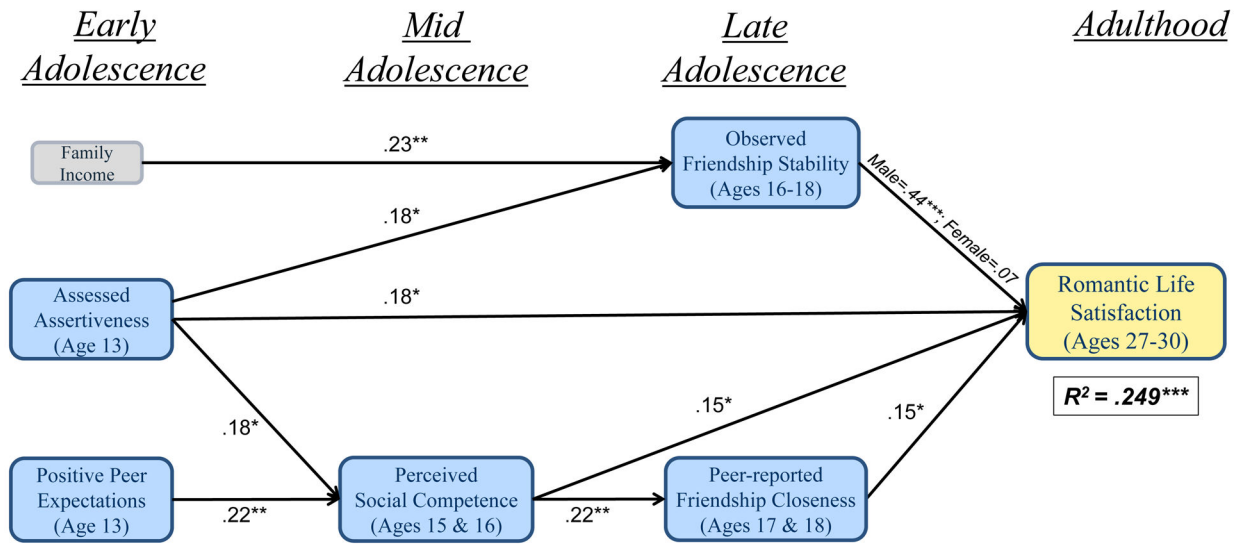 Early
Adolescence
Mid
Adolescence
Late
Adolescence
Adulthood
Family
Income
.23**
Observed
Friendship Stability
(Ages 16-18)
.18*
Male=.44***; Female=.07
Assessed
Assertiveness
(Age 13)
.18*
Romantic Life
Satisfaction
(Ages 27-30)
R² = .249***
.18*
.15*
.15*
Positive Peer
Expectations
(Age 13)
.22**
Perceived
Social Competence
(Ages 15 & 16)
.22**
Peer-reported
Friendship Closeness
(Ages 17 & 18)